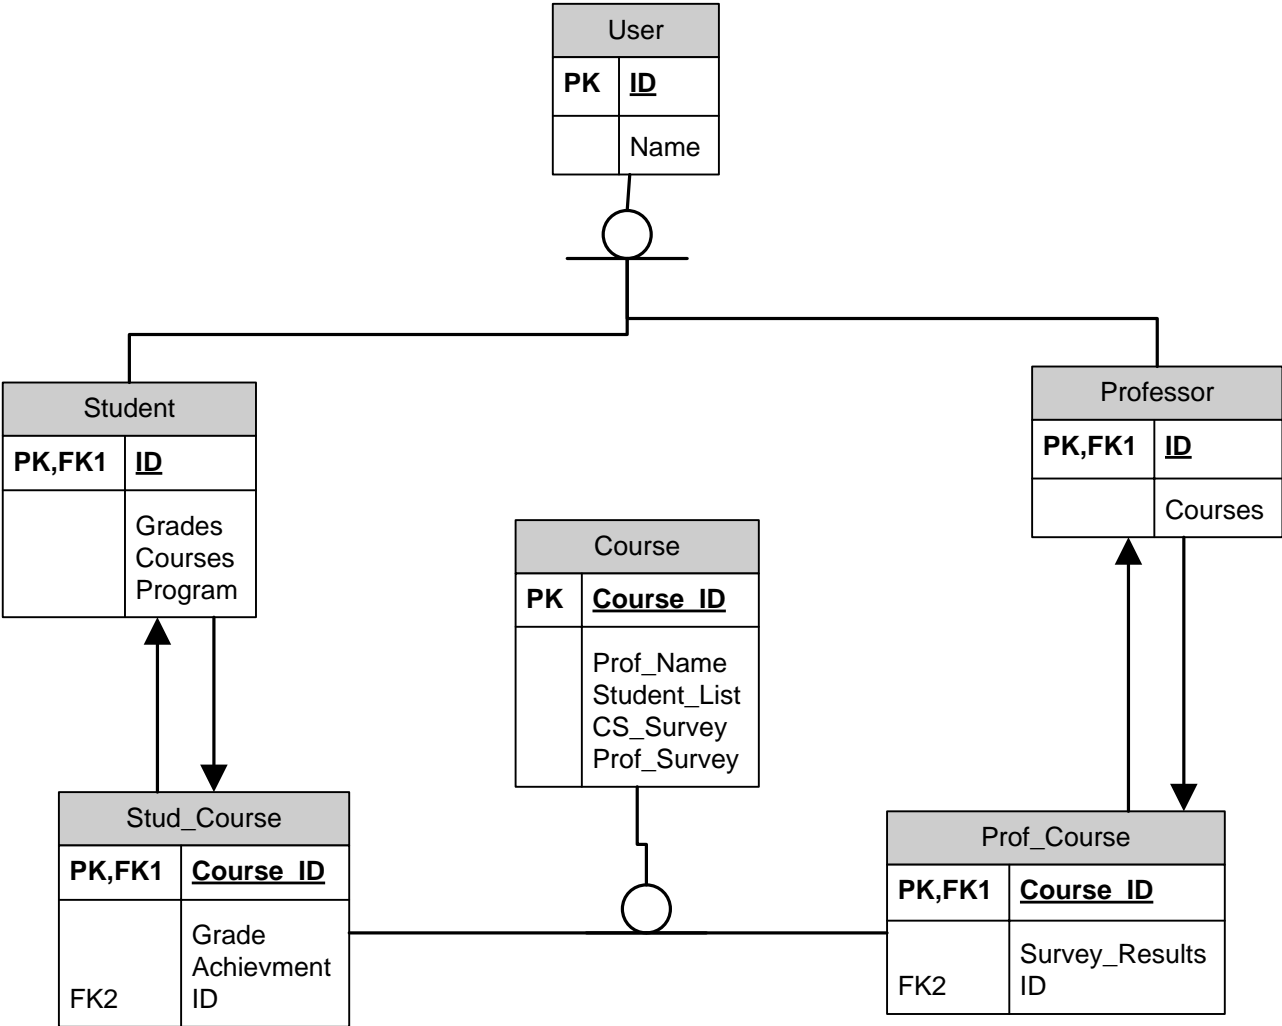 User
PK ID
Name
Student
PK,FK1 ID
Grades
Courses
Program
Professor
PK,FK1 ID
Courses
Course
PK Course_ID
Prof_Name
Student_List
CS_Survey
Prof_Survey
Stud_Course
PK,FK1 Course_ID
Grade
Achievment
FK2 ID
Prof_Course
PK,FK1 Course_ID
Survey_Results
FK2 ID